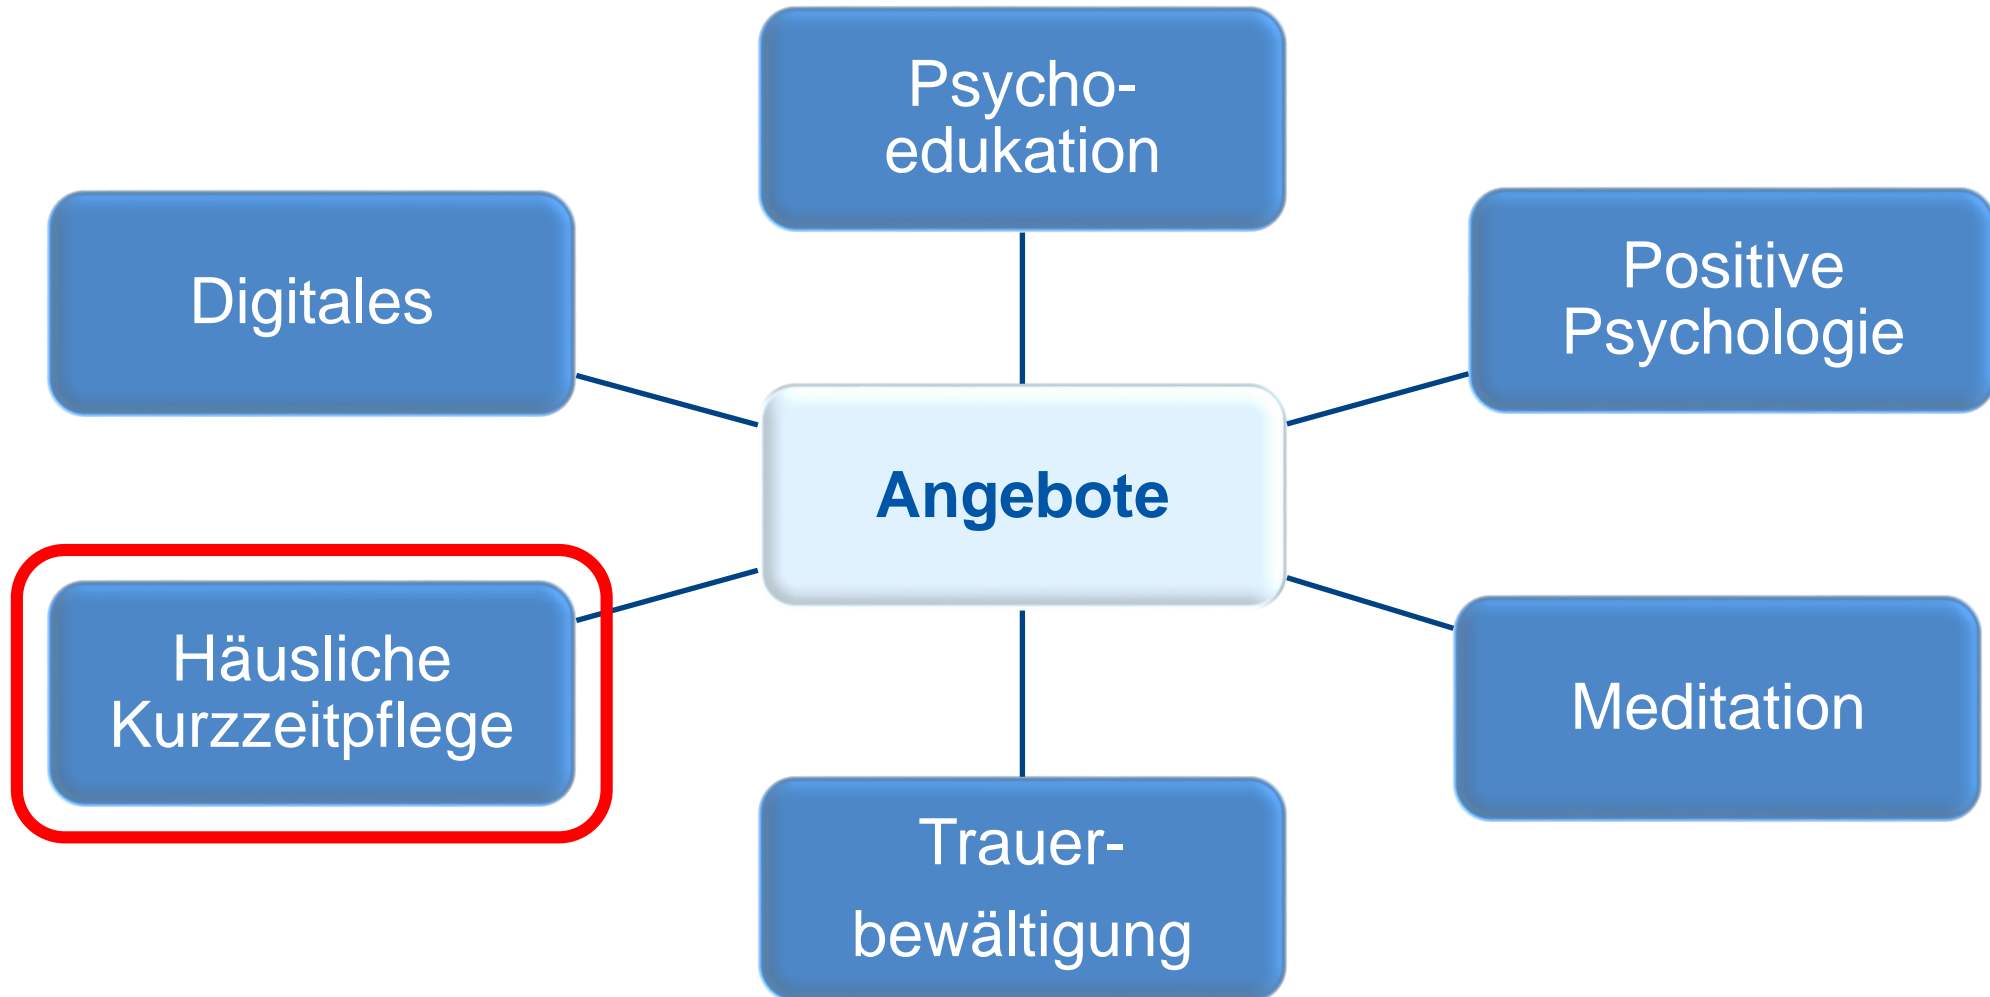 Psycho-
edukation
Digitales
Positive
Psychologie
Angebote
Häusliche
Kurzzeitpflege
Meditation
Trauer-
bewältigung